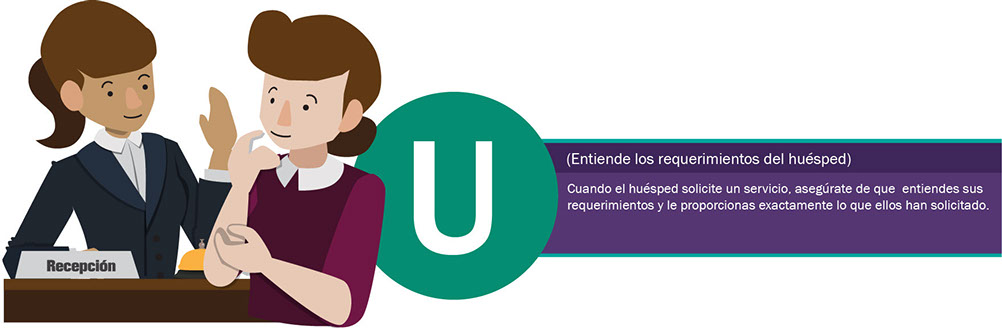 Recepción
U
(Entiende los requerimientos del huésped)
Cuando el huésped solicite un servicio, asegúrate de que entiendes sus
requerimientos y le proporcionas exactamente lo que ellos han solicitado.